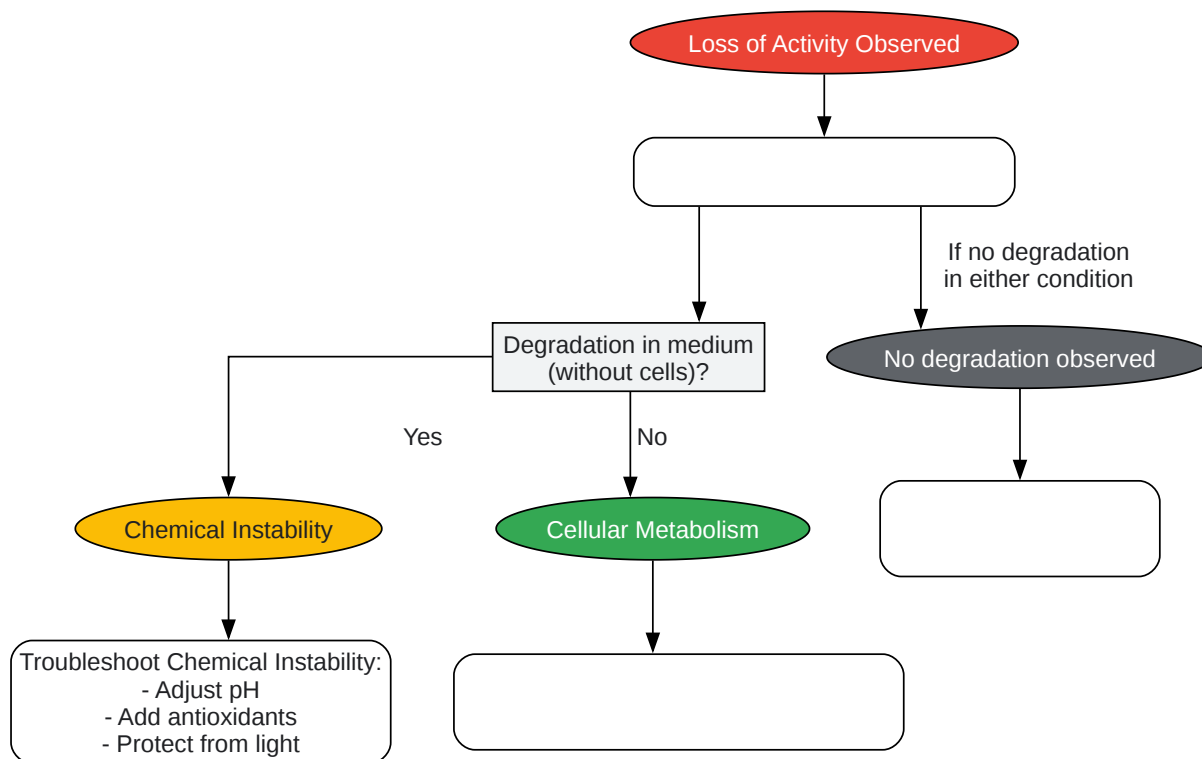 Loss of Activity Observed
If no degradation
in either condition
Degradation in medium
(without cells)?
No degradation observed
Yes
No
Chemical Instability
Cellular Metabolism
Troubleshoot Chemical Instability:
- Adjust pH
- Add antioxidants
- Protect from light